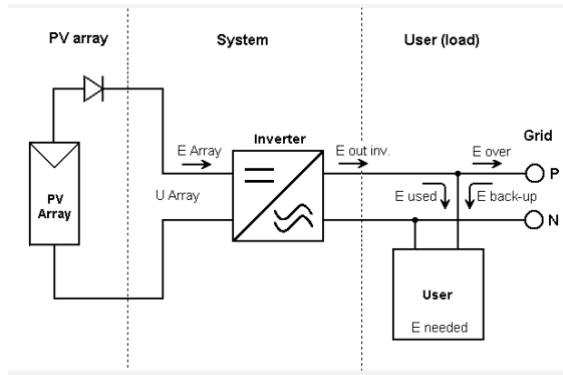 PV array
System
User (load)
E Array
Inverter
E out inv.
E over
Grid
P
PV
Array
U Array
E used
E back-up
N
User
E needed